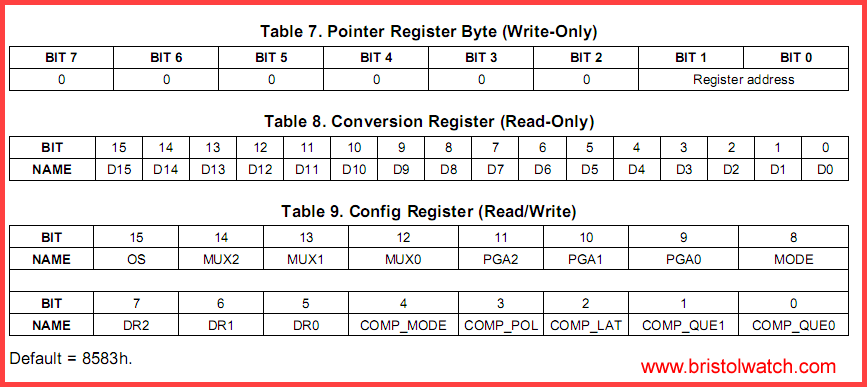 Table 7. Pointer Register Byte (Write-Only)
BIT 7 BIT 6 BIT 5 BIT 4 BIT 3 BIT 2 BIT 1 BIT 0
0 0 0 0 0 0 Register address
Table 8. Conversion Register (Read-Only)
BIT 15 14 13 12 11 10 9 8 7 6 5 4 3 2 1 0
NAME D15 D14 D13 D12 D11 D10 D9 D8 D7 D6 D5 D4 D3 D2 D1 D0
Table 9. Config Register (Read/Write)
BIT 15 14 13 12 11 10 9 8
NAME OS MUX2 MUX1 MUX0 PGA2 PGA1 PGA0 MODE
BIT 7 6 5 4 3 2 1 0
NAME DR2 DR1 DR0 COMP_MODE COMP_POL COMP_LAT COMP_QUE1 COMP_QUE0
Default = 8583h.
www.bristolwatch.com